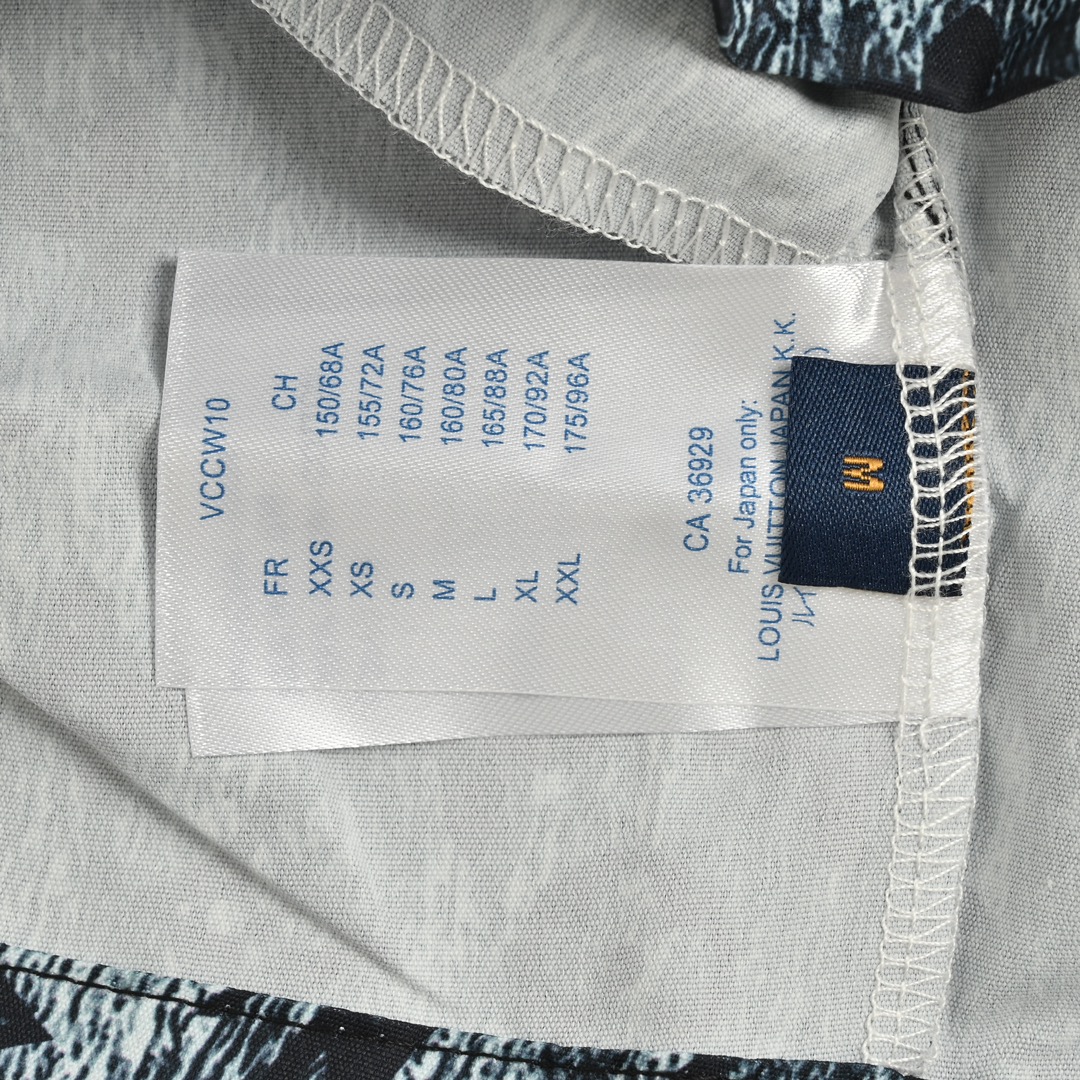 VCCW10
FR CH
XXS 150/68A
XS 155/72A
S 160/76A
M 160/80A
L 165/88A
XL 170/92A
XXL 175/96A
CA 36929
For Japan only:
LOUIS VUITTON JAPAN K.K.
M